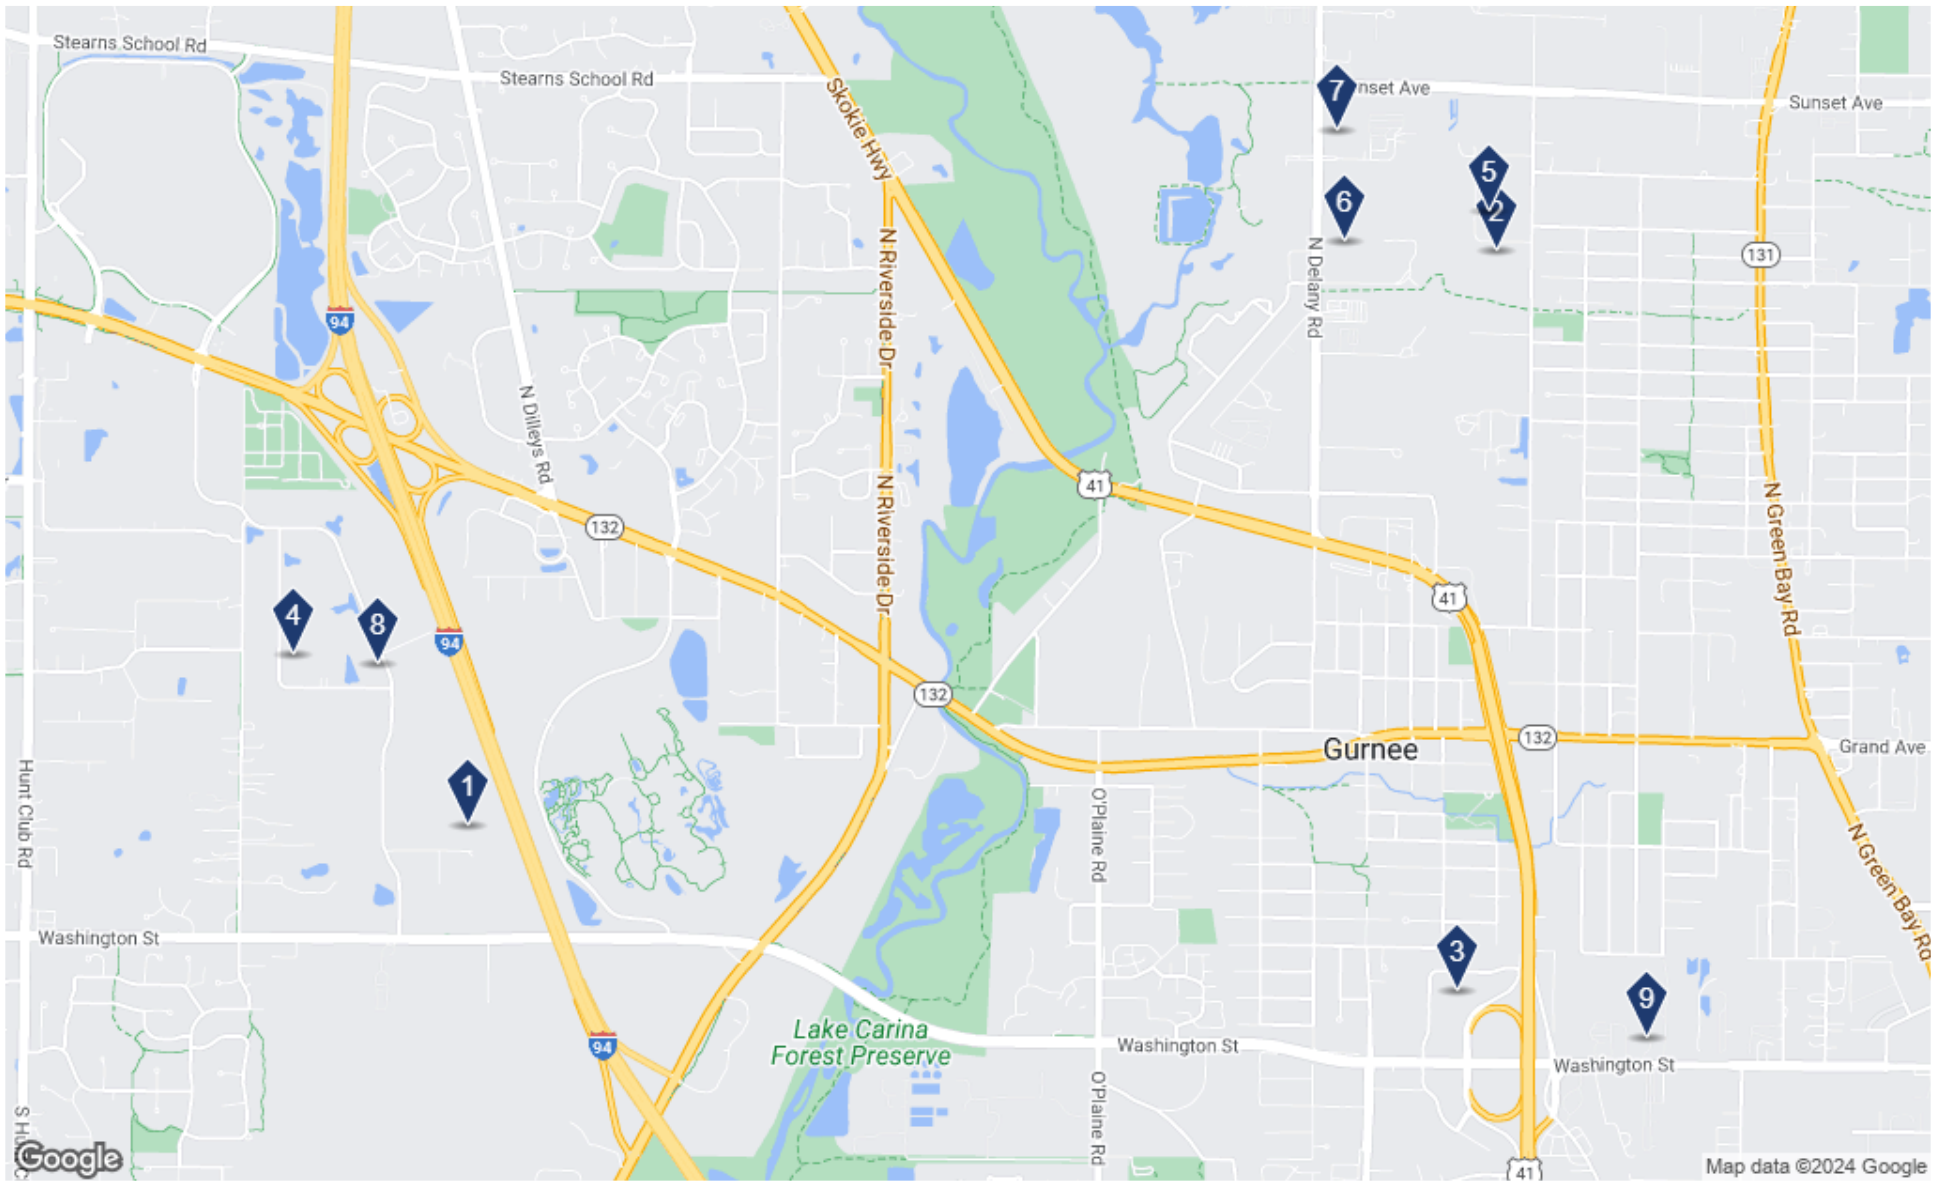 Stearns School Rd
Stearns School Rd
Skokie Hwy
7
nset Ave
Sunset Ave
5
2
6
N Riverside Dr
N Delany Rd
131
94
N Dilleys Rd
41
132
N Riverside Dr
N Green Bay Rd
41
4
8
94
132
132
Gurnee
Grand Ave
1
Hunt Club Rd
O'Plaine Rd
N Green Bay Rd
Washington St
3
9
94
Lake Carina
Forest Preserve
Washington St
Washington St
O'Plaine Rd
Google
41
Map data ©2024 Google